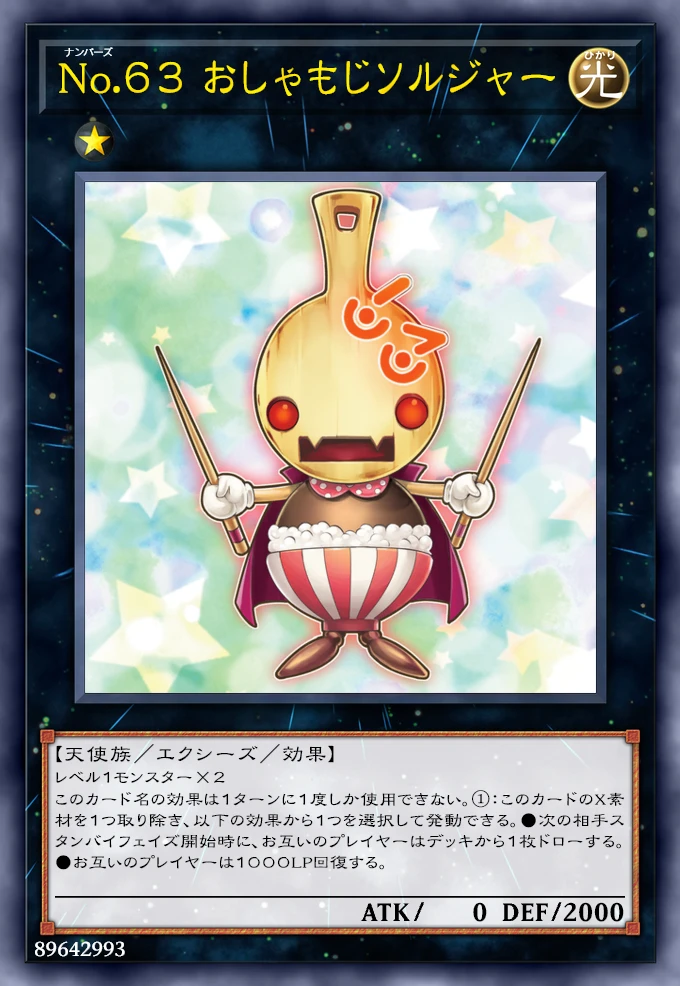 ナンバーズ
No.63 おしゃもじソルジャー
ひかり
光
63
【天使族／エクシーズ／効果】
レベル1モンスター×2
このカード名の効果は1ターンに1度しか使用できない。①：このカードのX素
材を1つ取り除き、以下の効果から1つを選択して発動できる。●次の相手ス
タンバイフェイズ開始時に、お互いのプレイヤーはデッキから1枚ドローする。
●お互いのプレイヤーは1000LP回復する。
ATK/ 0 DEF/2000
89642993